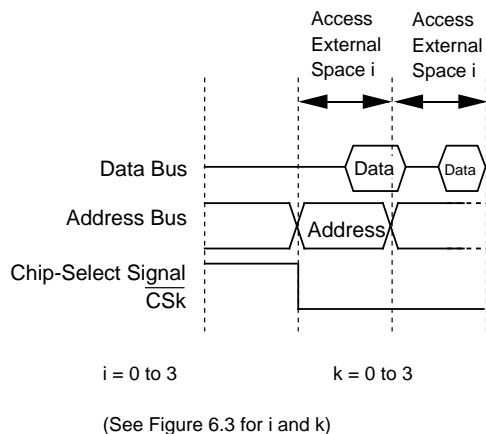 Access
External
Space i
Access
External
Space i
Data Bus
Data
Data
Address Bus
Address
Chip-Select Signal
CSk
i = 0 to 3
k = 0 to 3
(See Figure 6.3 for i and k)